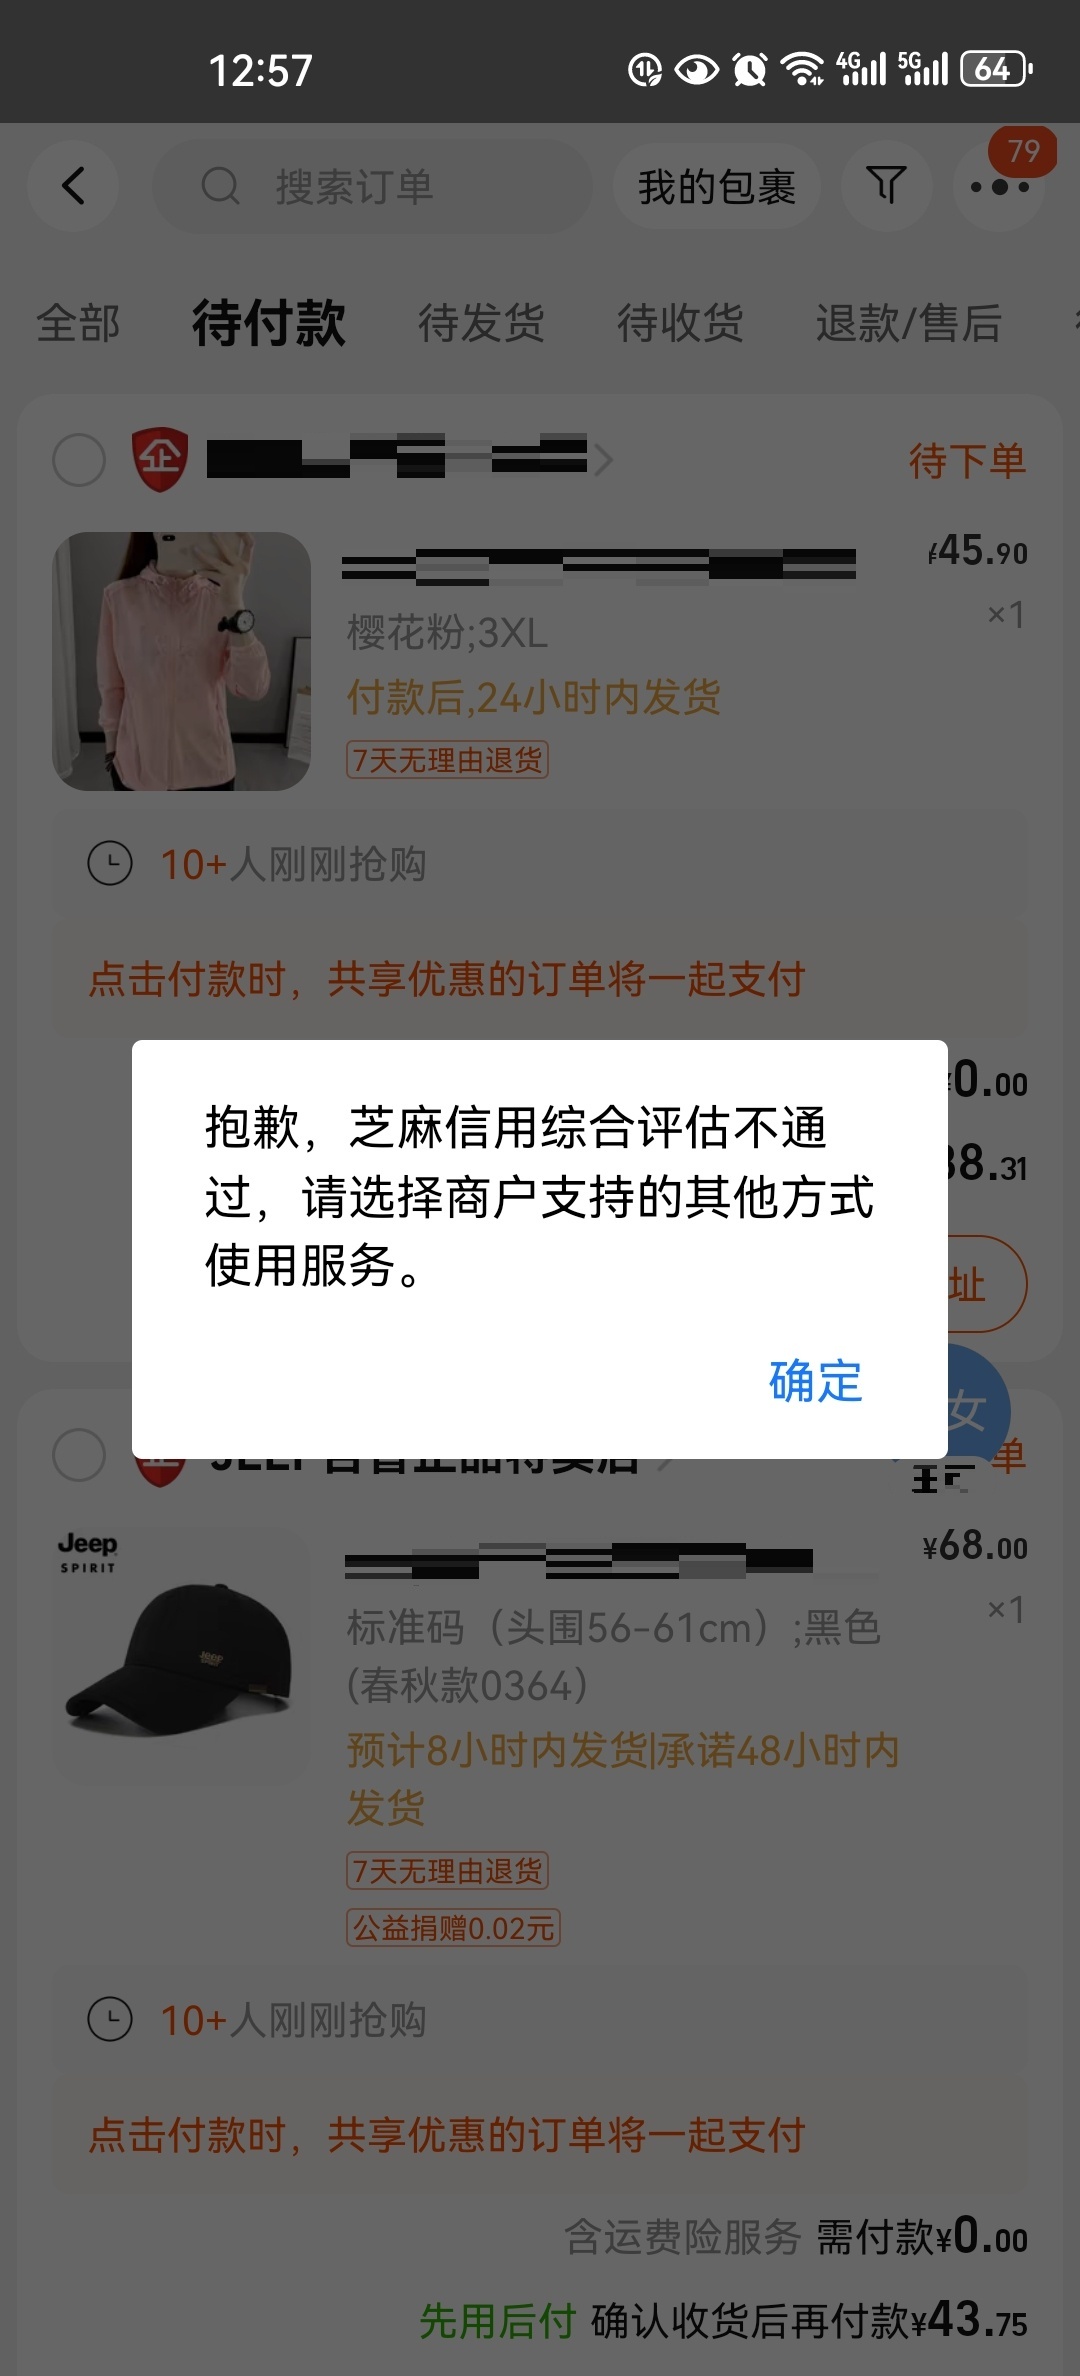 12:57
4G
5G
64
搜索订单
我的包裹
79
全部
待付款
待发货
待收货
退款/售后
企
待下单
¥45.90
樱花粉;3XL
×1
付款后,24小时内发货
7天无理由退货
10+人刚刚抢购
点击付款时，共享优惠的订单将一起支付
0.00
8.31
址
抱歉，芝麻信用综合评估不通
过，请选择商户支持的其他方式
使用服务。
确定
女
单
Jeep
SPIRIT
Jeep
¥68.00
标准码（头围56-61cm）;黑色
(春秋款0364)
×1
预计8小时内发货|承诺48小时内
发货
7天无理由退货
公益捐赠0.02元
10+人刚刚抢购
点击付款时，共享优惠的订单将一起支付
含运费险服务 需付款¥0.00
先用后付 确认收货后再付款¥43.75